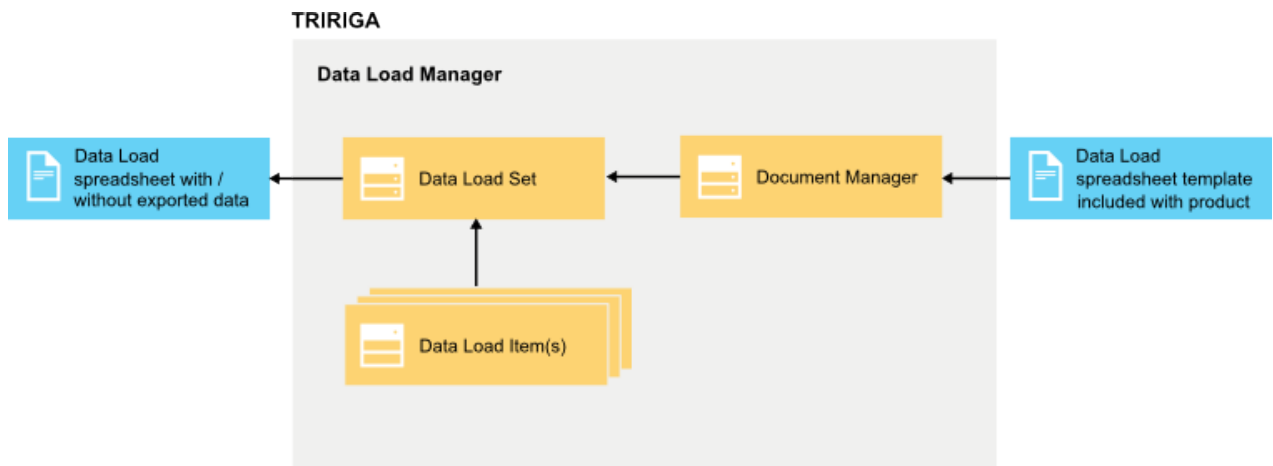 TRIRIGA
Data Load Manager
Data Load
spreadsheet with /
without exported data
Data Load Set
Document Manager
Data Load
spreadsheet template
included with product
Data Load Item(s)